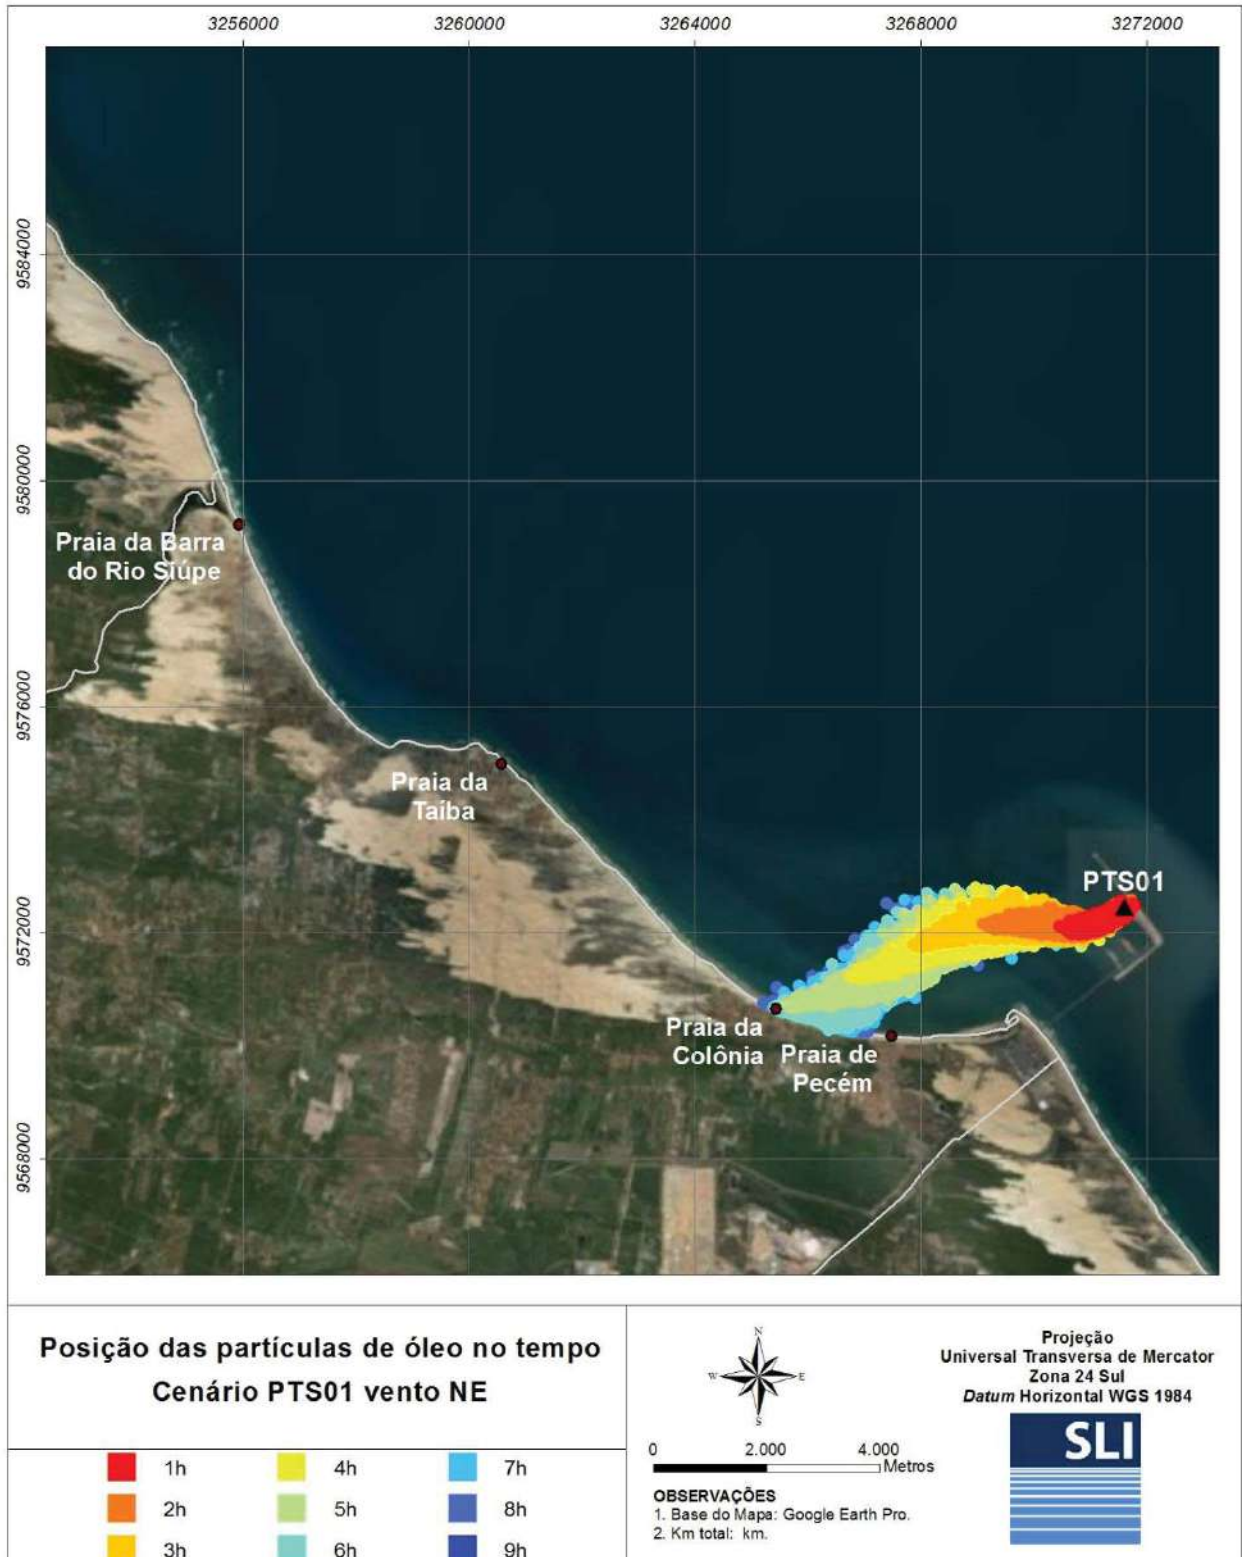 3256000
3260000
3264000
3268000
3272000
9584000
9580000
9576000
9572000
9568000
Praia da Barra
do Rio Siúpe
Praia da
Taíba
PTS01
Praia da
Colônia
Praia de
Pecém
Posição das partículas de óleo no tempo
Cenário PTS01 vento NE
1h
2h
3h
4h
5h
6h
7h
8h
9h
N
W
E
S
0 2.000 4.000
Metros
OBSERVAÇÕES
1. Base do Mapa: Google Earth Pro.
2. Km total: km.
Projeção
Universal Transversa de Mercator
Zona 24 Sul
Datum Horizontal WGS 1984
SLI